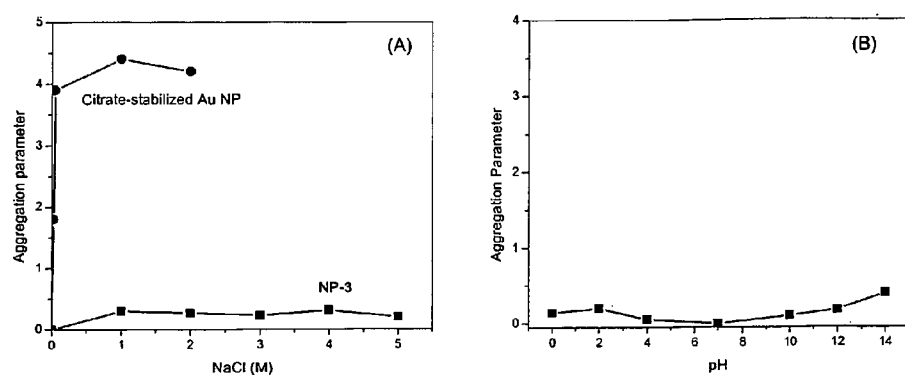 (A)
Aggregation parameter
5
4
3
2
1
0
Citrate-stabilized Au NP
NP-3
0 1 2 3 4 5
NaCl (M)
(B)
Aggregation Parameter
4
3
2
1
0
0 2 4 6 8 10 12 14
pH